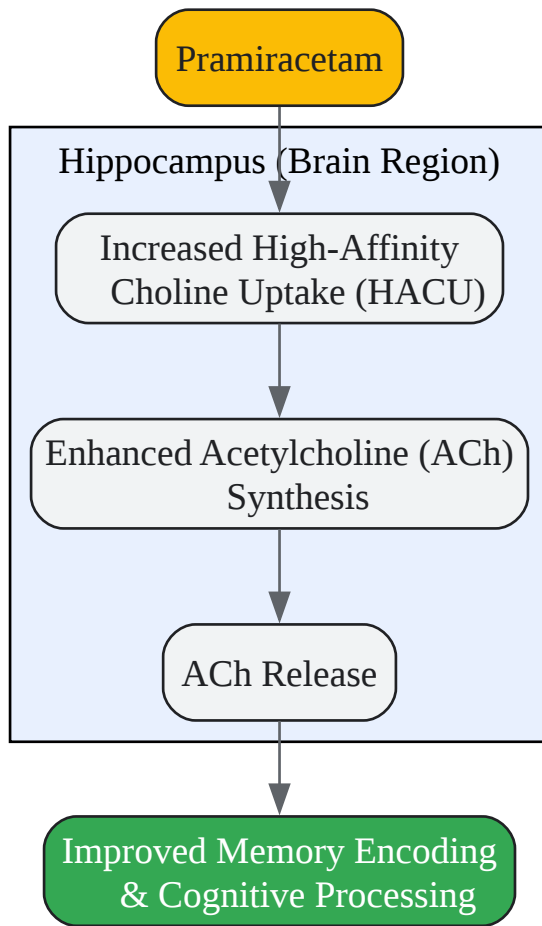 Pramiracetam
Hippocampus (Brain Region)
Increased High-Affinity
Choline Uptake (HACU)
Enhanced Acetylcholine (ACh)
Synthesis
ACh Release
Improved Memory Encoding
& Cognitive Processing